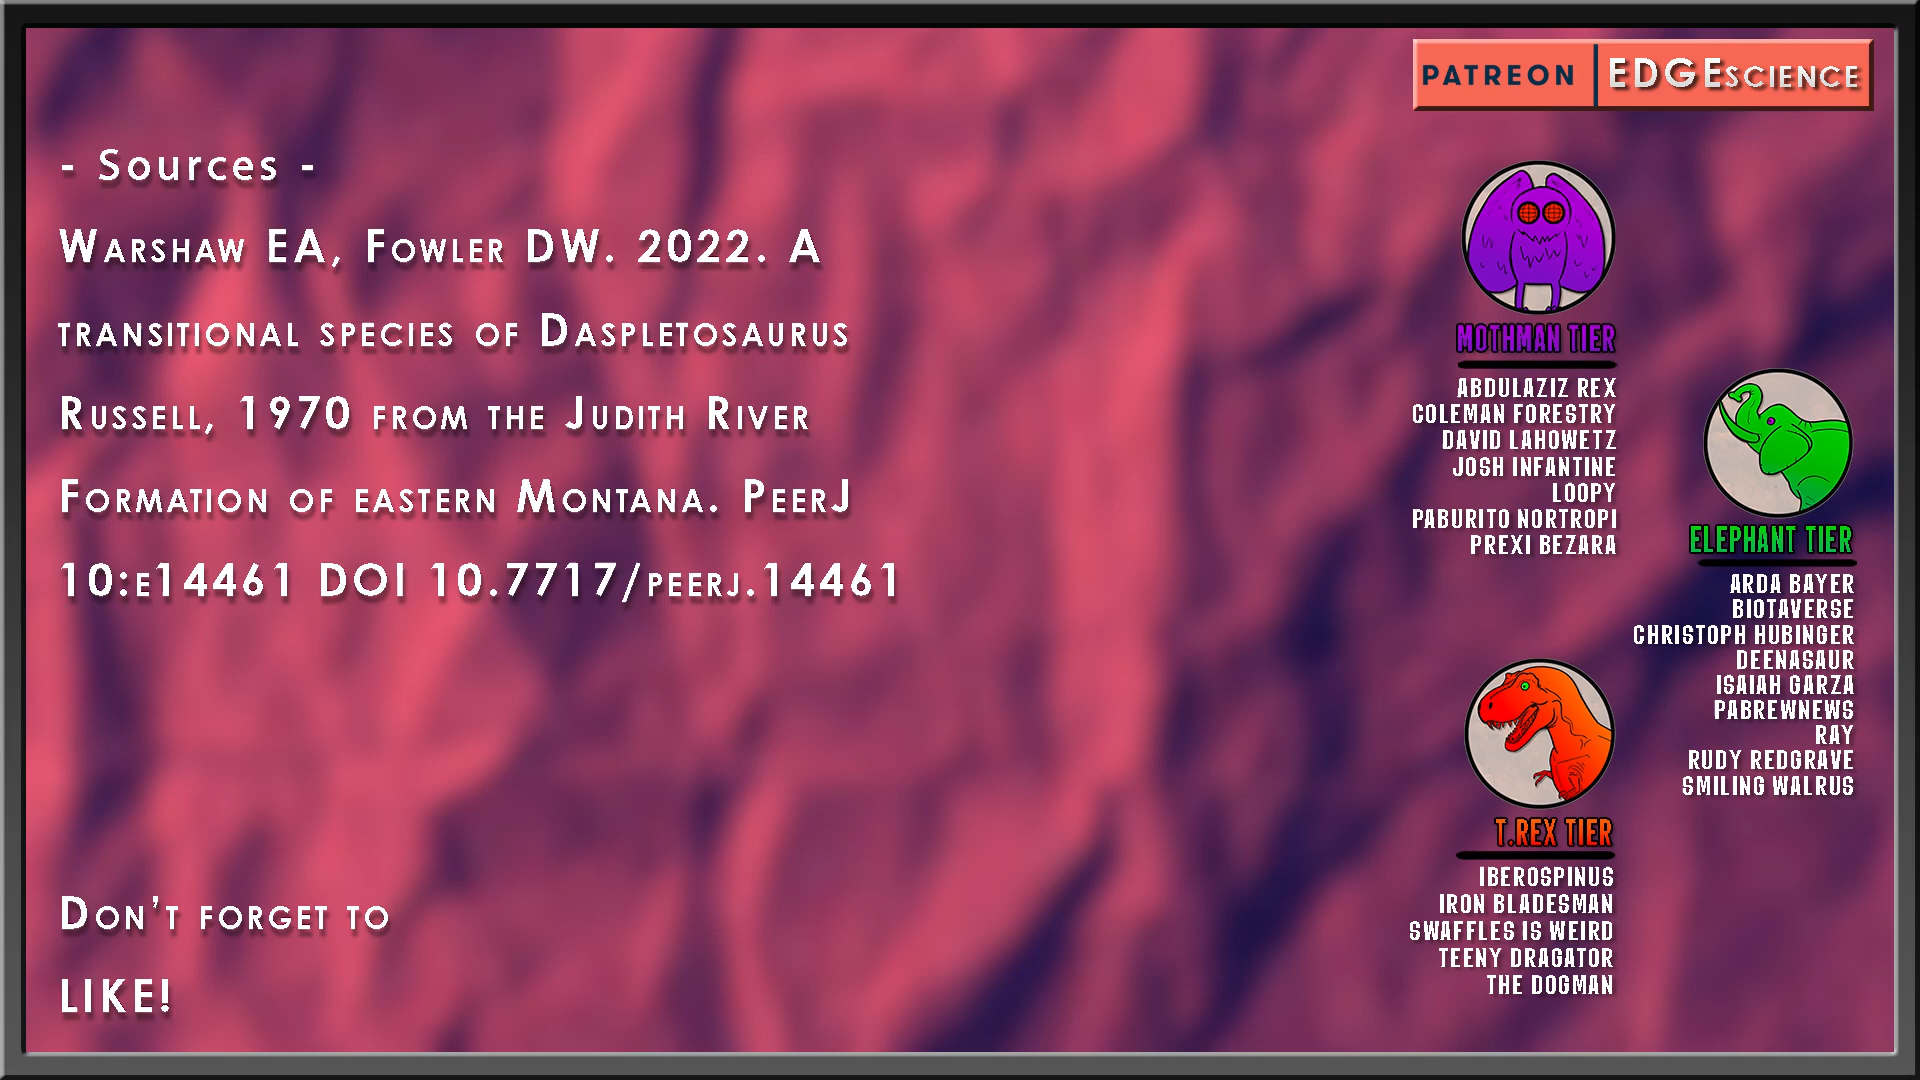 PATREON EDGESCIENCE
- Sources -
WARSHAW EA, FOWLER DW. 2022. A
TRANSITIONAL SPECIES OF DASPLETOSAURUS
RUSSELL, 1970 FROM THE JUDITH RIVER
FORMATION OF EASTERN MONTANA. PEERJ
10:E14461 DOI 10.7717/PEERJ.14461
DON'T FORGET TO
LIKE!
MOTHMAN TIER
ABDULAZIZ REX
COLEMAN FORESTRY
DAVID LAHOWETZ
JOSH INFANTINE
LOOPY
PABURITO NORTROPI
PREXI BEZARA
ELEPHANT TIER
ARDA BAYER
BIOTAVERSE
CHRISTOPH HUBINGER
DEENASAUR
ISAIAH GARZA
PABREWNEWS
RAY
RUDY REDGRAVE
SMILING WALRUS
T.REX TIER
IBEROSPINUS
IRON BLADESMAN
SWAFFLES IS WEIRD
TEENY DRAGATOR
THE DOGMAN